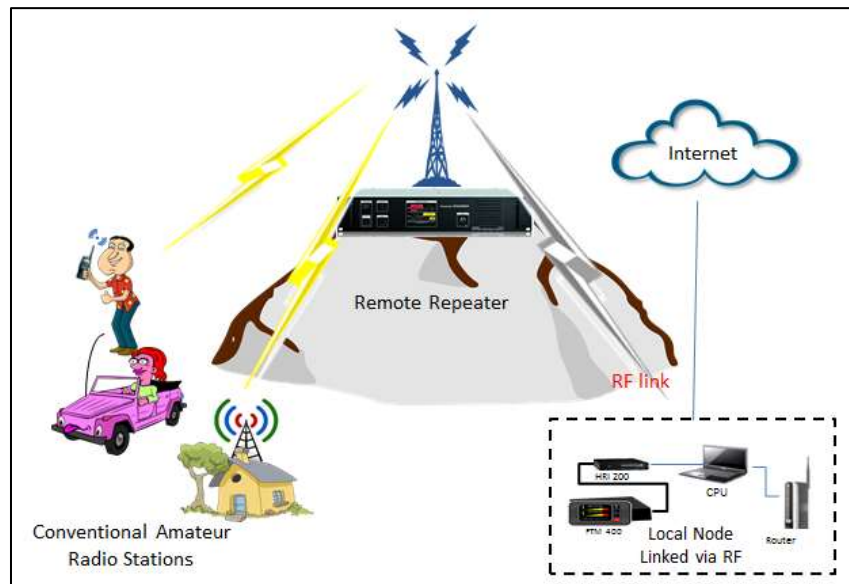 Internet
Remote Repeater
RF link
HRI 200
CPU
FTM 400
Local Node
Linked via RF
Router
Conventional Amateur
Radio Stations